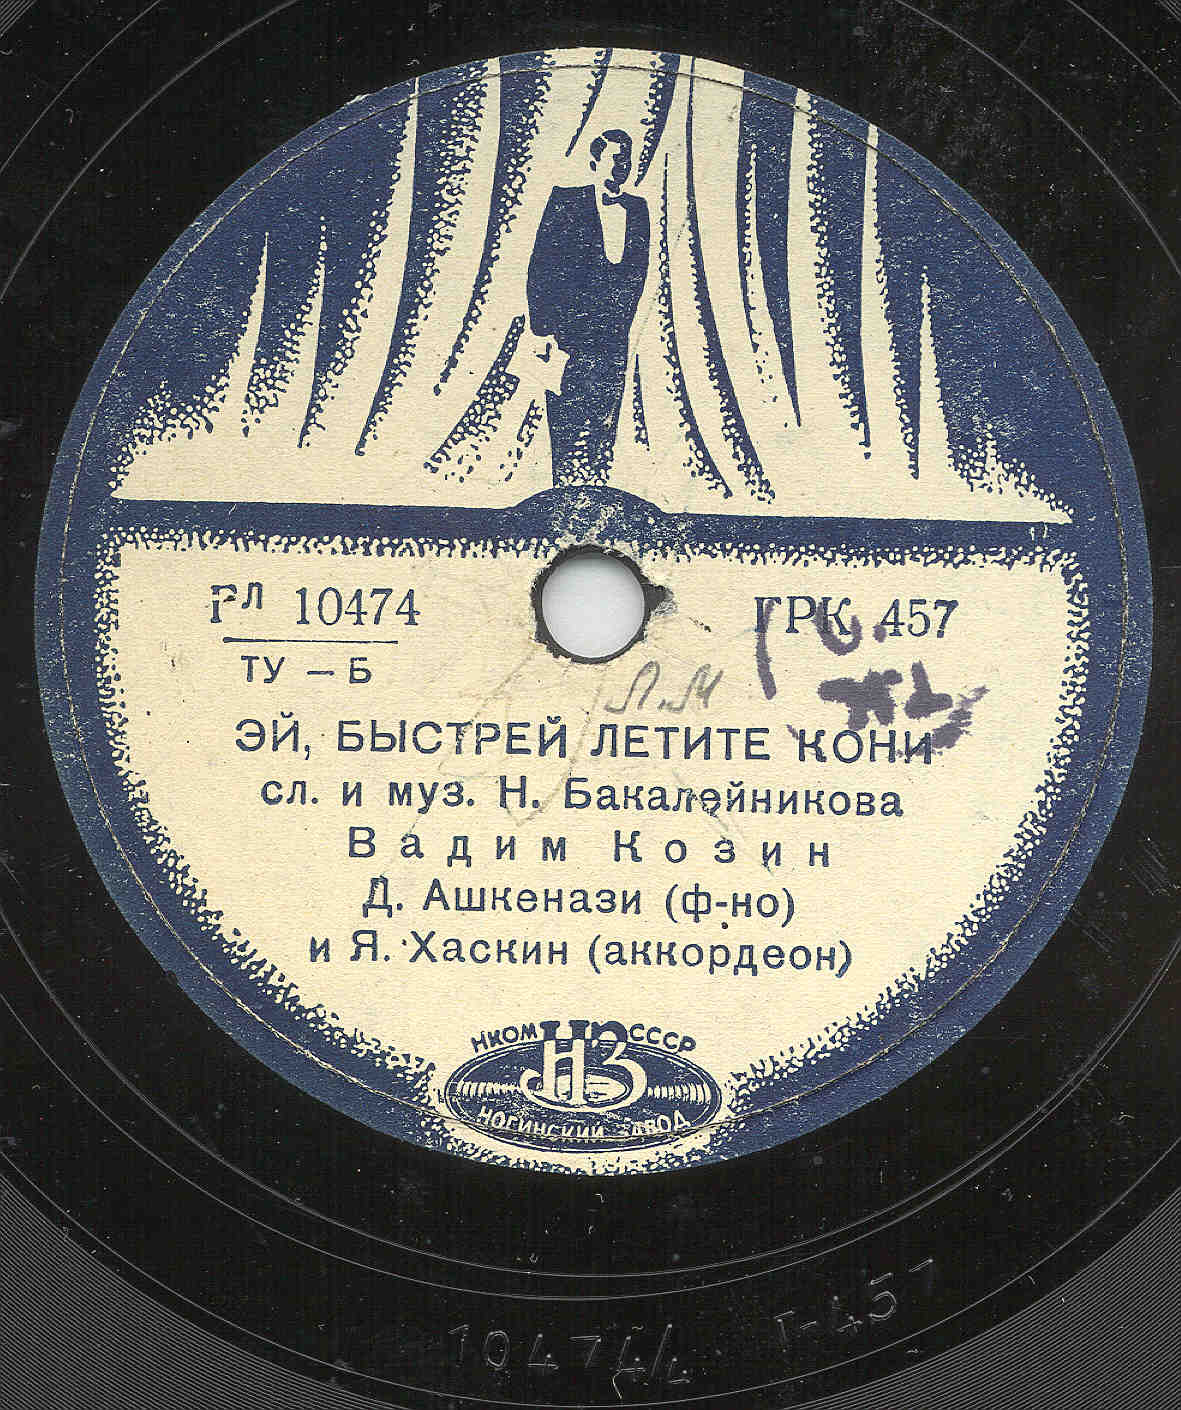 Гл 10474
ГРК 457
ТУ – Б
Л.М
ЭЙ, БЫСТРЕЙ ЛЕТИТЕ КОНИ
сл. и муз. Н. Бакалейникова
Вадим Козин
Д. Ашкенази (ф-но)
и Я. Хаскин (аккордеон)
НКОМ НЗ СССР
НОГИНСКИЙ ЗАВОД
10474/4 Г-457